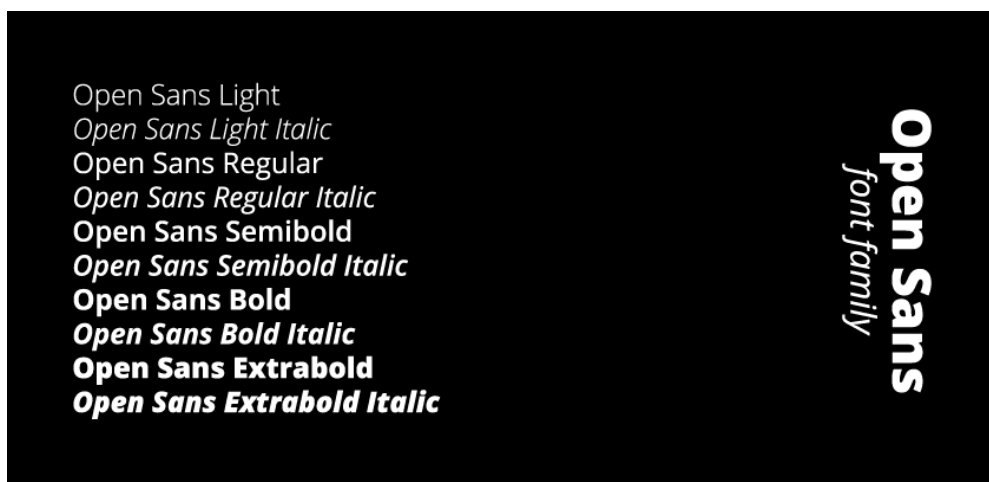 Open Sans Light
Open Sans Light Italic
Open Sans Regular
Open Sans Regular Italic
Open Sans Semibold
Open Sans Semibold Italic
Open Sans Bold
Open Sans Bold Italic
Open Sans Extrabold
Open Sans Extrabold Italic
Open Sans
font family